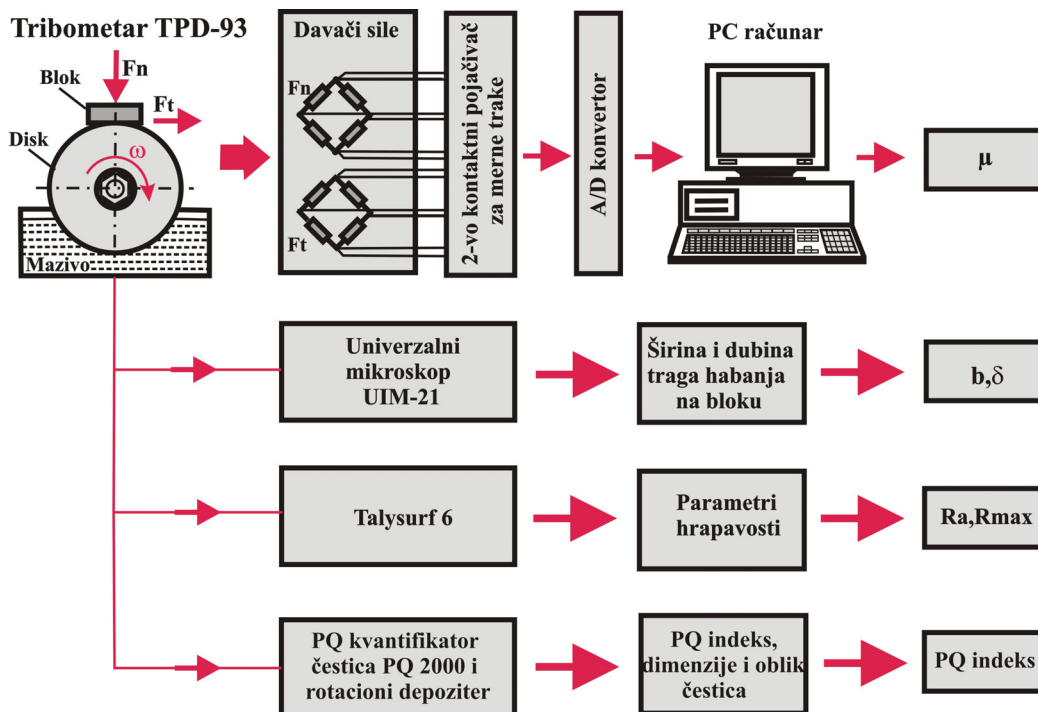 Tribometar TPD-93
Fn
Blok
Ft
Disk
ω
Mazivo
Davači sile
Fn
Ft
2-vo kontaktni pojačivač
za merne trake
A/D konvertor
PC računar
μ
Univerzalni
mikroskop
UIM-21
Širina i dubina
traga habanja
na bloku
b,δ
Talysurf 6
Parametri
hrapavosti
Ra,Rmax
PQ kvantifikator
čestica PQ 2000 i
rotacioni depoziter
PQ indeks,
dimenzije i oblik
čestica
PQ indeks